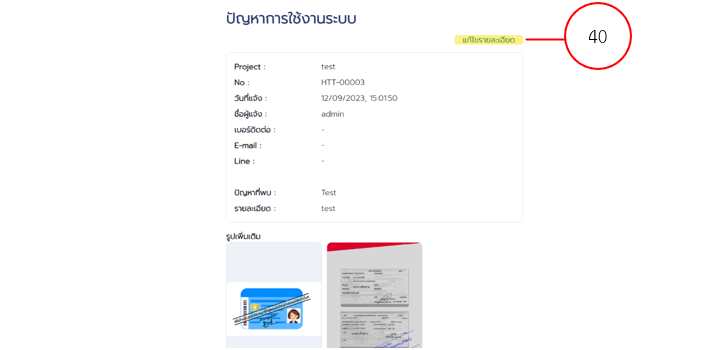 ปัญหาการใช้งานระบบ
แก้ไขรายละเอียด
40
Project : test
No : HTT-00003
วันที่แจ้ง : 12/09/2023, 15:01:50
ชื่อผู้แจ้ง : admin
เบอร์ติดต่อ : -
E-mail : -
Line : -
ปัญหาที่พบ : Test
รายละเอียด : test
รูปเพิ่มเติม